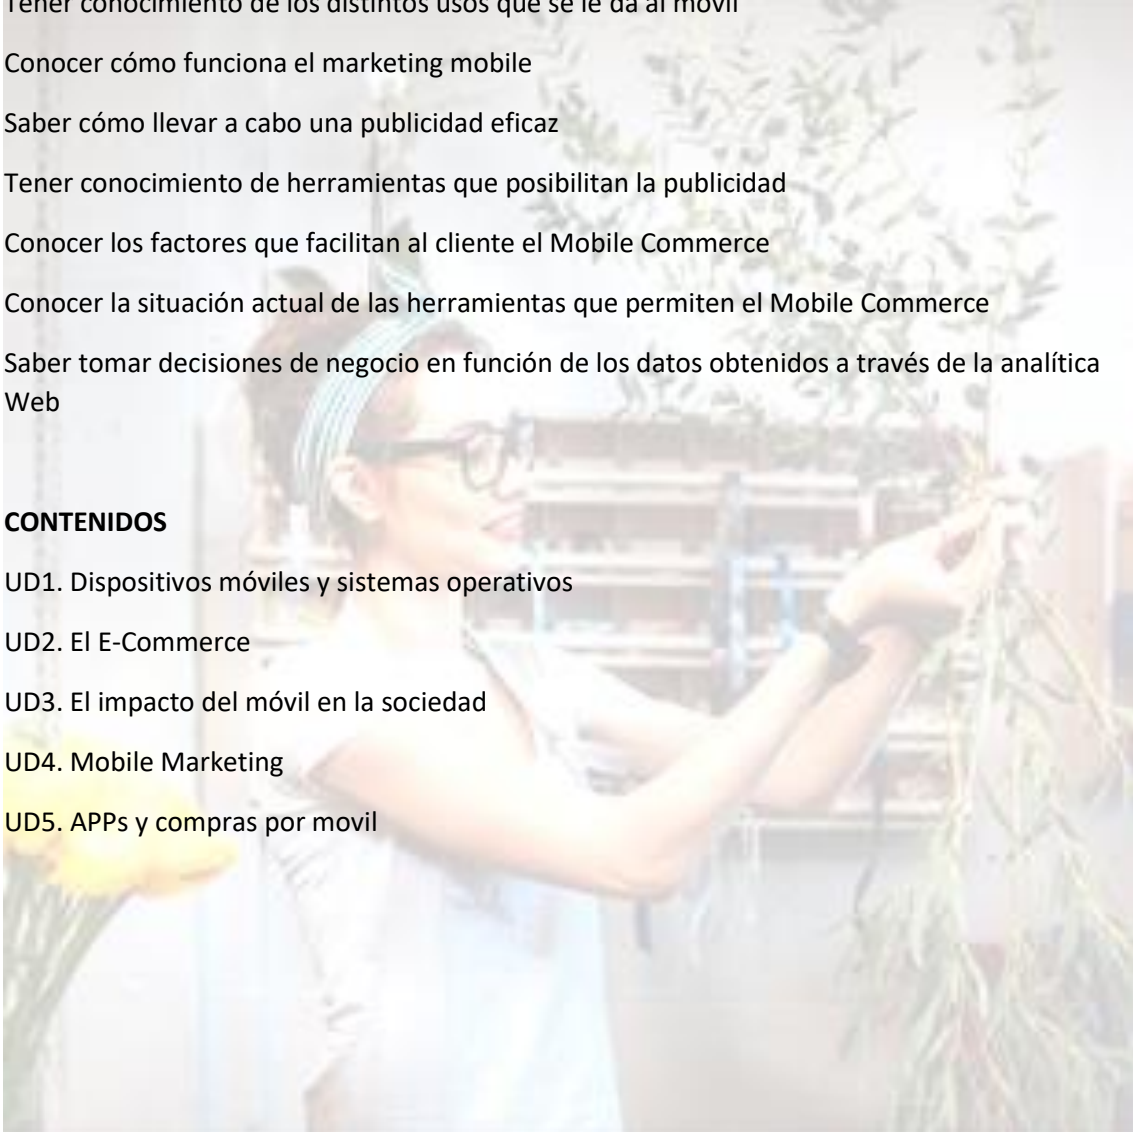 Tener conocimiento de los distintos usos que se le da al móvil
Conocer cómo funciona el marketing mobile
Saber cómo llevar a cabo una publicidad eficaz
Tener conocimiento de herramientas que posibilitan la publicidad
Conocer los factores que facilitan al cliente el Mobile Commerce
Conocer la situación actual de las herramientas que permiten el Mobile Commerce
Saber tomar decisiones de negocio en función de los datos obtenidos a través de la analítica
Web
CONTENIDOS
UD1. Dispositivos móviles y sistemas operativos
UD2. El E-Commerce
UD3. El impacto del móvil en la sociedad
UD4. Mobile Marketing
UD5. APPs y compras por movil